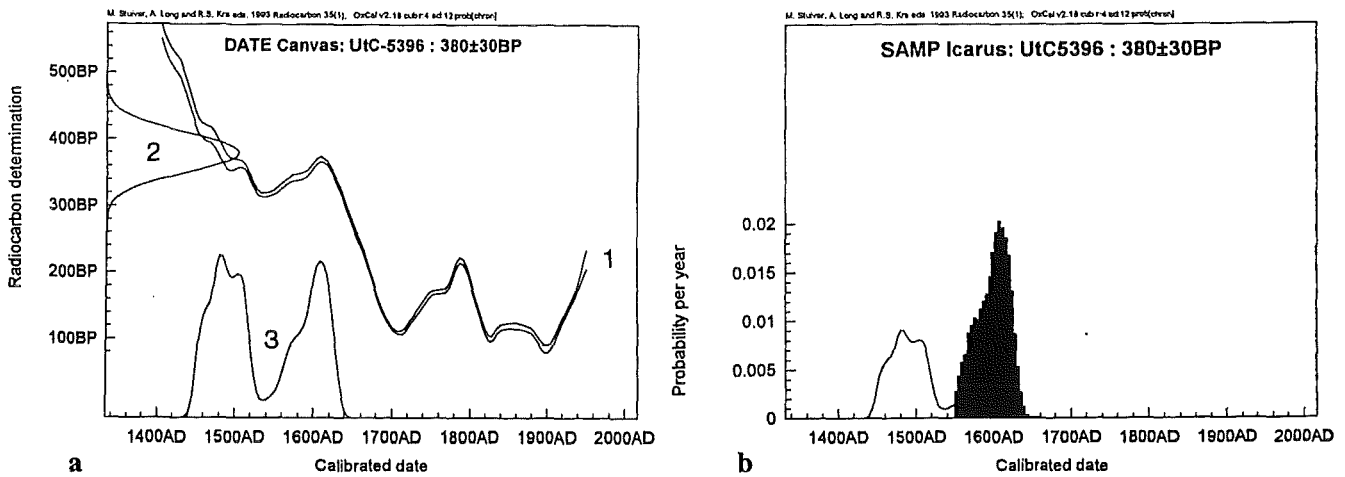 M. Stuiver, A. Long and R.S. Kra eds. 1993 Radiocarbon 35(1); OxCal v2.18 cub r:4 sd:12 prob[chron]
DATE Canvas: UtC-5396 : 380±30BP
Radiocarbon determination
500BP
400BP
300BP
200BP
100BP
2
1
3
1400AD 1500AD 1600AD 1700AD 1800AD 1900AD 2000AD
Calibrated date
a
M. Stuiver, A. Long and R.S. Kra eds. 1993 Radiocarbon 35(1); OxCal v2.18 cub r:4 sd:12 prob[chron]
SAMP Icarus: UtC5396 : 380±30BP
Probability per year
0.02
0.015
0.01
0.005
0
1400AD 1500AD 1600AD 1700AD 1800AD 1900AD 2000AD
Calibrated date
b